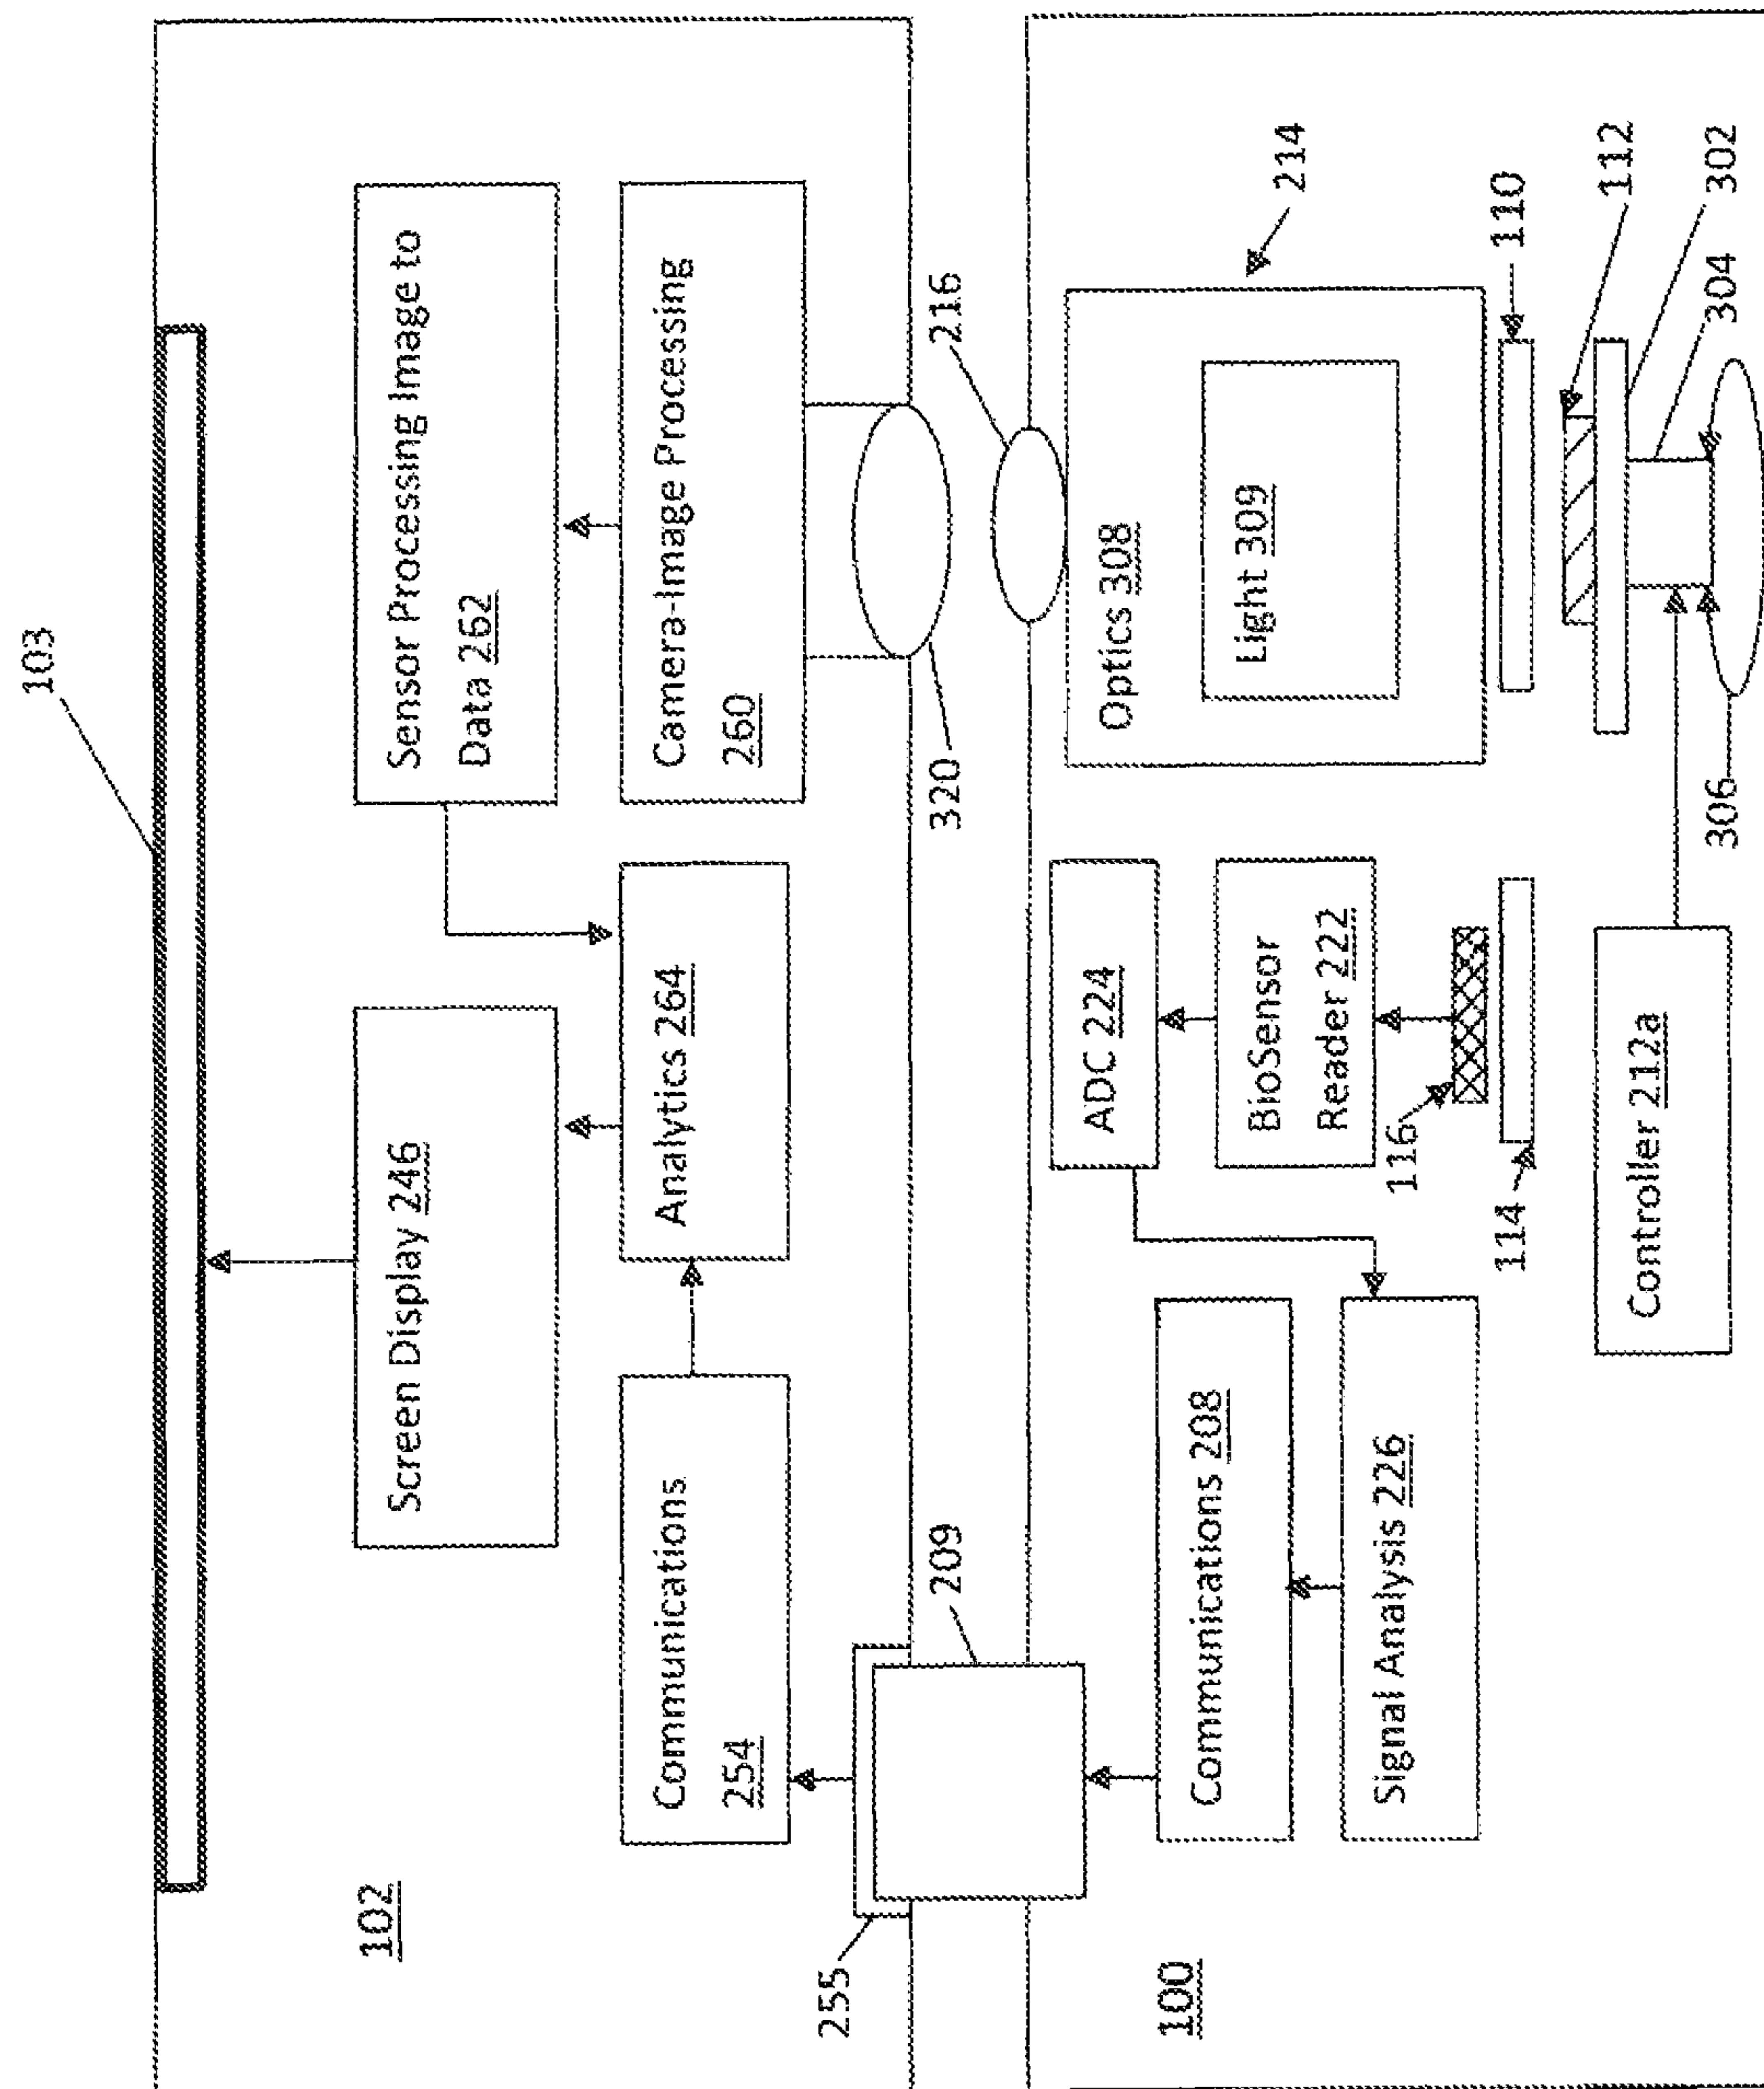 103
102
Screen Display 246
Sensor Processing Image to
Data 262
Communications
254
Analytics 264
Camera-Image Processing
260
255
209
320
216
100
Communications 208
Signal Analysis 226
ADC 224
BioSensor
Reader 222
116
114
Optics 308
Light 309
214
110
112
302
304
306
Controller 212a